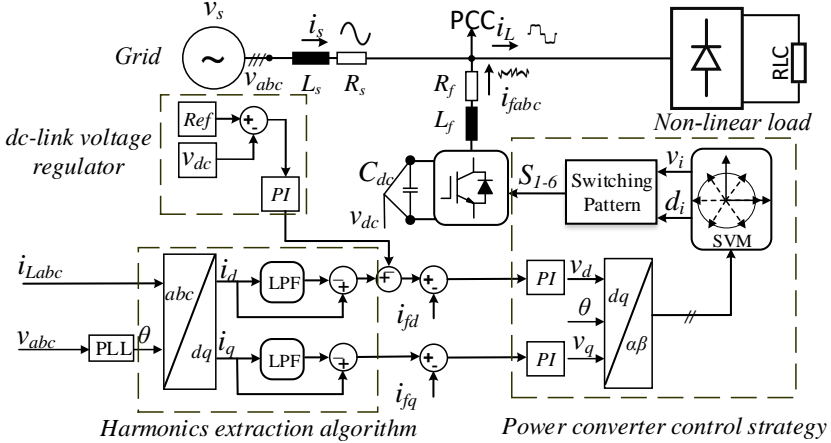 v_s
Grid
v_abc
i_s
L_s
R_s
PCC
i_L
R_f
L_f
i_fabc
RLC
Non-linear load
dc-link voltage
regulator
Ref
v_dc
+
-
PI
C_dc
v_dc
S_1-6
Switching
Pattern
v_i
d_i
SVM
i_Labc
v_abc
PLL
θ
abc
dq
i_d
LPF
-
+
+
-
+
-
i_fd
i_q
LPF
-
+
+
-
i_fq
PI
v_d
θ
PI
v_q
dq
αβ
Harmonics extraction algorithm
Power converter control strategy